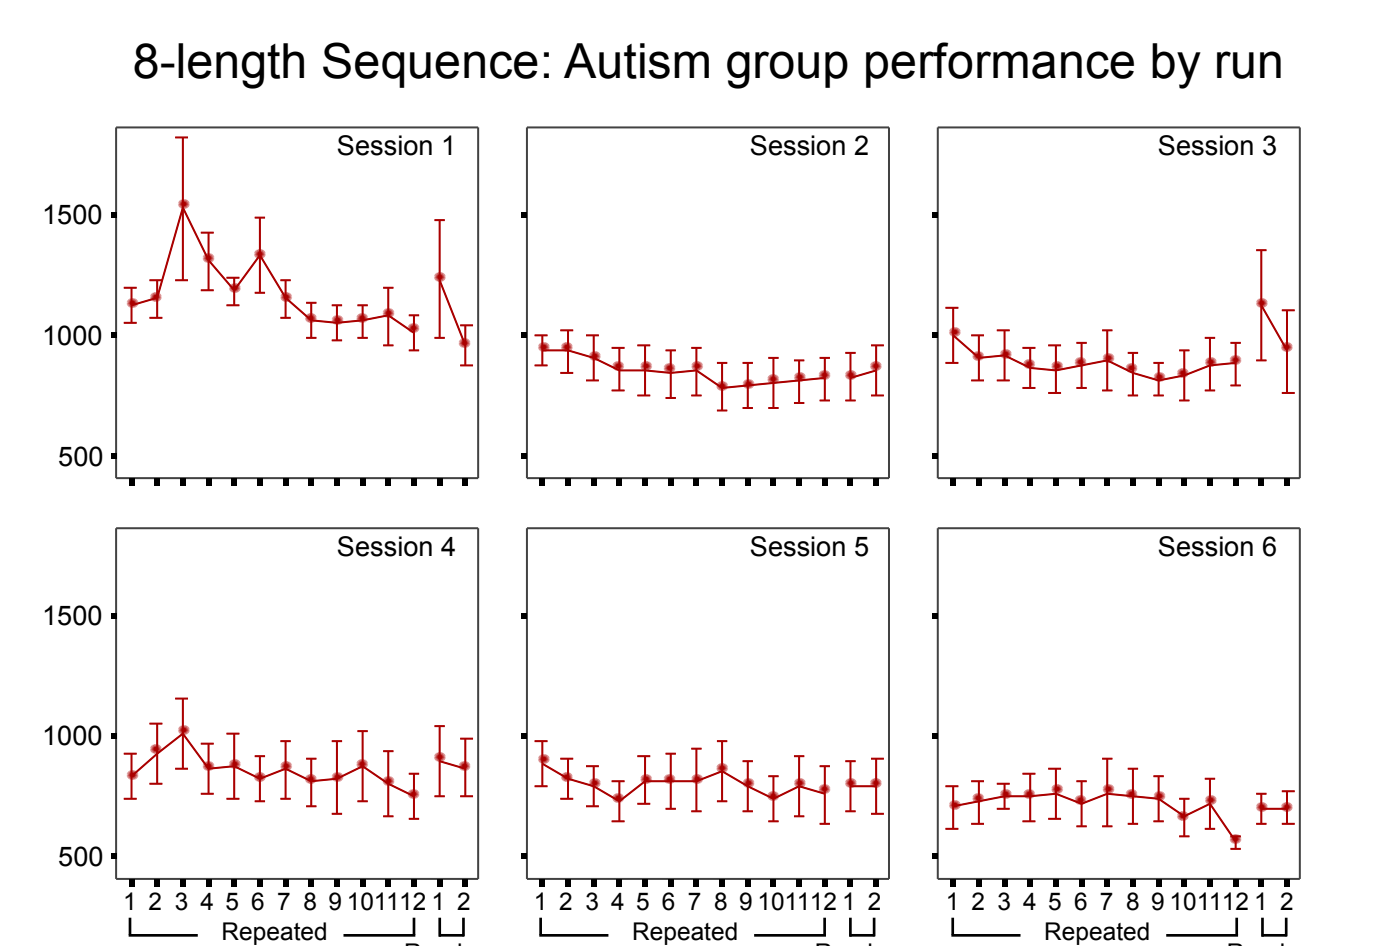 8-length Sequence: Autism group performance by run
Session 1 Session 2 Session 3
1500
1000
500
Session 4 Session 5 Session 6
1500
1000
500
1 2 3 4 5 6 7 8 9 10 11 12 1 2 1 2 3 4 5 6 7 8 9 10 11 12 1 2 1 2 3 4 5 6 7 8 9 10 11 12 1 2
Repeated Repeated Repeated